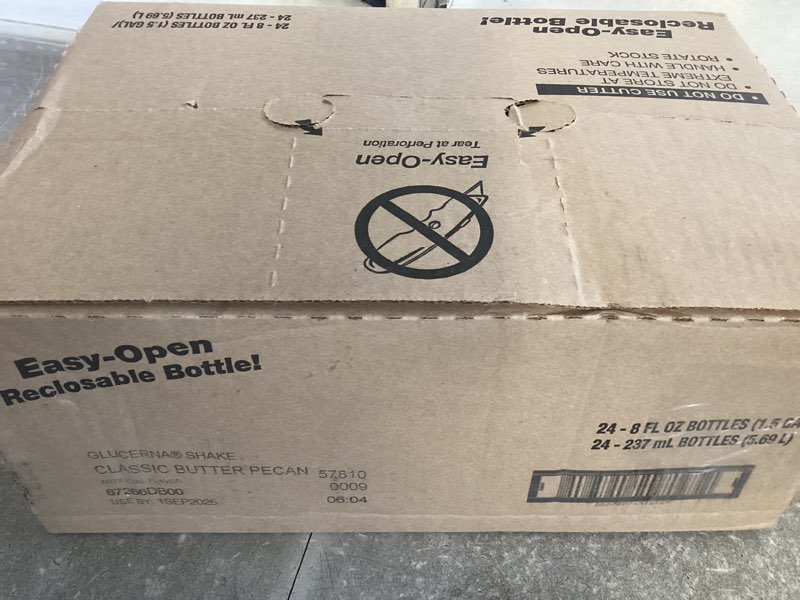 Easy-Open
Reclosable Bottle!
24 - 8 FL OZ BOTTLES (1.5 GAL)/
24 - 237 mL BOTTLES (5.69 L)
• DO NOT USE CUTTER
• DO NOT STORE AT
EXTREME TEMPERATURES
• HANDLE WITH CARE
• ROTATE STOCK
Easy-Open
Tear at Perforation
Easy-Open
Reclosable Bottle!
GLUCERNA® SHAKE
CLASSIC BUTTER PECAN 57810
ARTIFICIAL FLAVOR 0009
67266DB00 06:04
USE BY: 1SEP2025
24 - 8 FL OZ BOTTLES (1.5 GA
24 - 237 mL BOTTLES (5.69 L)